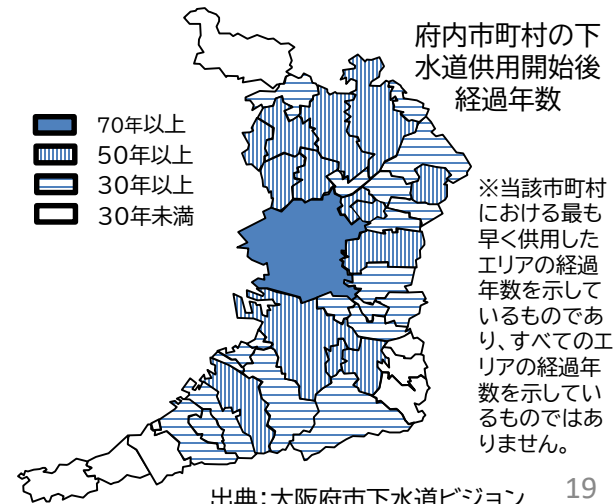 府内市町村の下
水道供用開始後
経過年数
70年以上
50年以上
30年以上
30年未満
※当該市町村
における最も
早く供用した
エリアの経過
年数を示して
いるものであ
り、すべてのエ
リアの経過年
数を示してい
るものではあ
りません。
出典：大阪府市下水道ビジョン
19